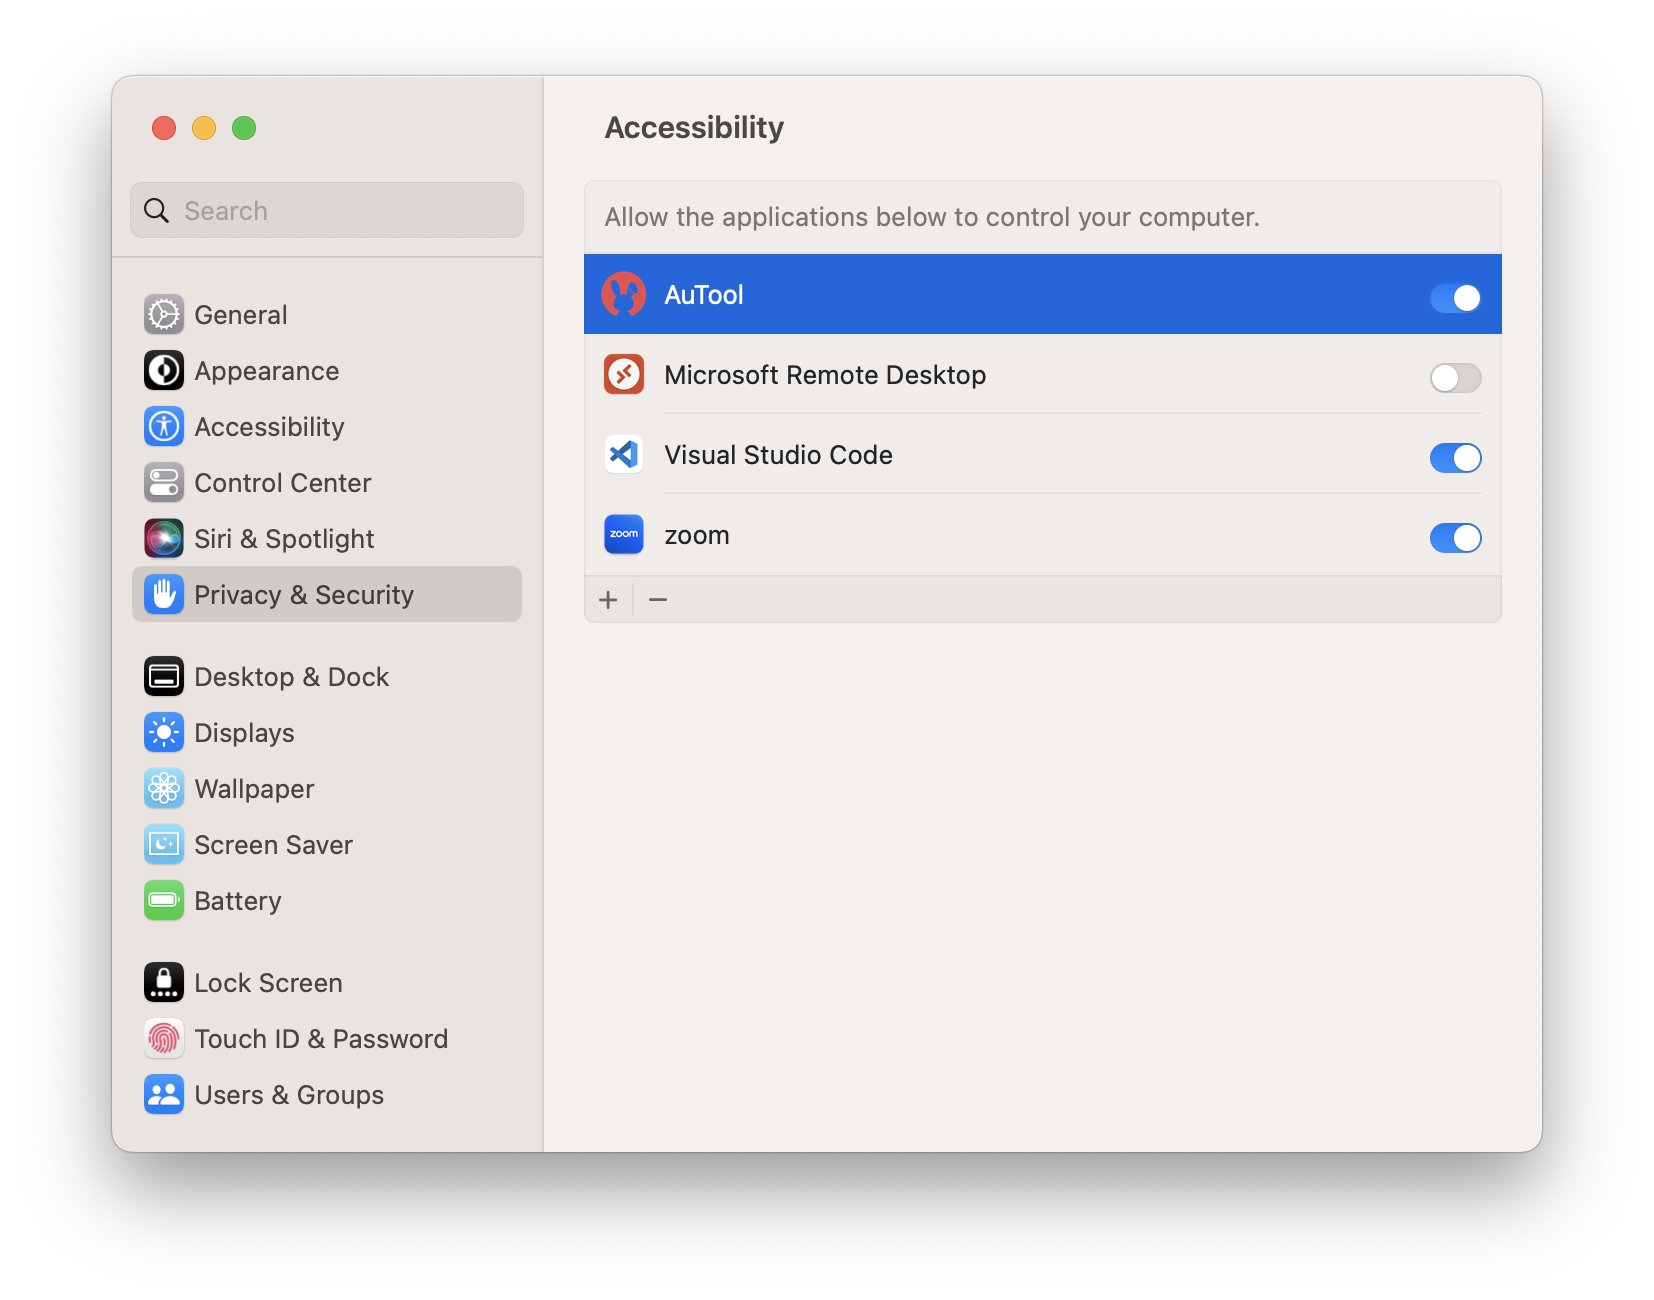 Search
General
Appearance
Accessibility
Control Center
Siri & Spotlight
Privacy & Security
Desktop & Dock
Displays
Wallpaper
Screen Saver
Battery
Lock Screen
Touch ID & Password
Users & Groups
Accessibility
Allow the applications below to control your computer.
AuTool
Microsoft Remote Desktop
Visual Studio Code
zoom
zoom